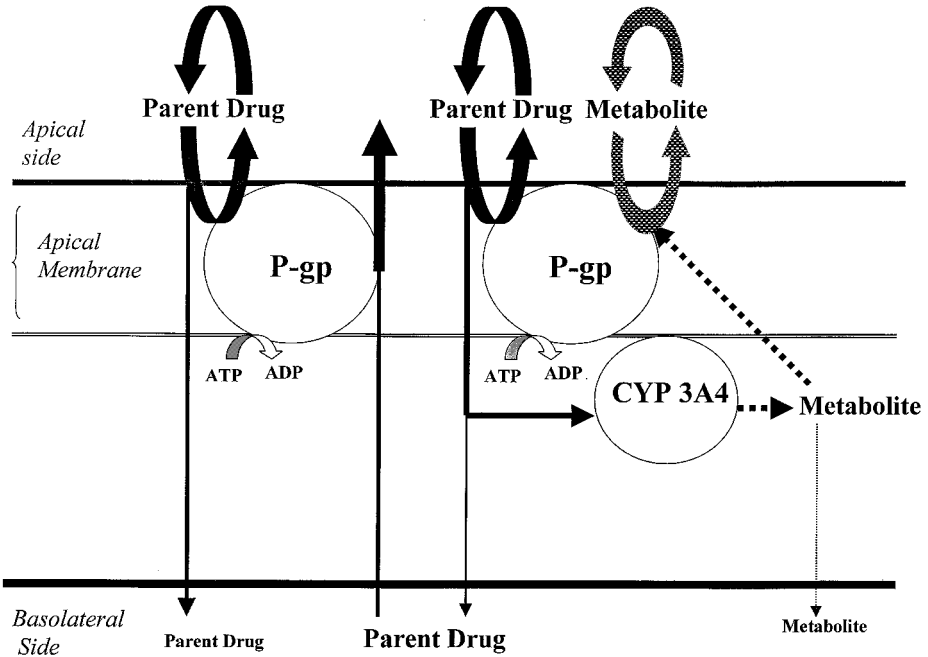 Parent Drug
Parent Drug
Metabolite
Apical
side
Apical
Membrane
P-gp
P-gp
ATP
ADP
ATP
ADP
CYP 3A4
Metabolite
Basolateral
Side
Parent Drug
Parent Drug
Metabolite